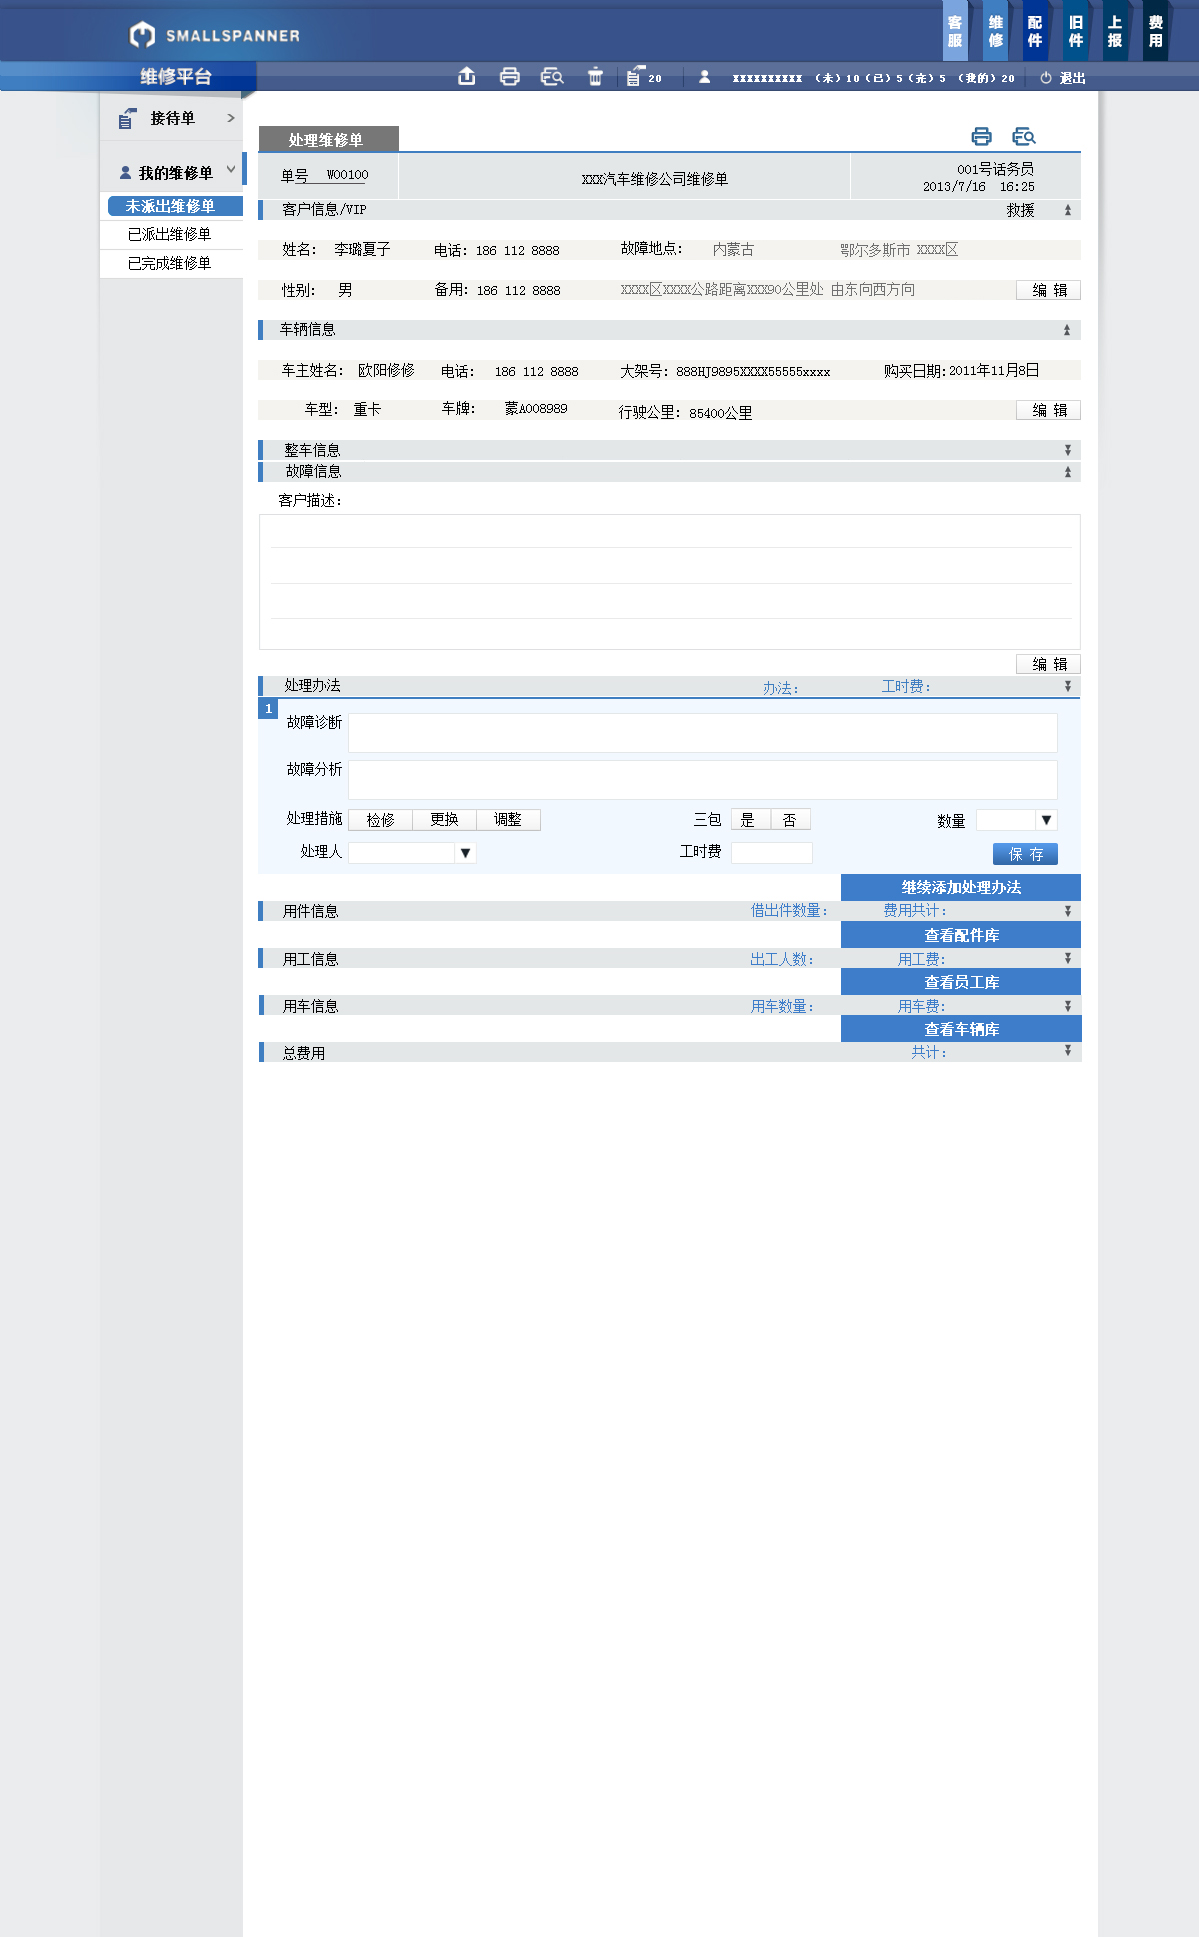 SMALLSPANNER
客服 维修 配件 旧件 上报 费用
维修平台
20 xxxxxxxxxx （未）10（已）5（完）5 （我的）20 退出
接待单 >
我的维修单
未派出维修单
已派出维修单
已完成维修单
处理维修单
单号 W00100
XXX汽车维修公司维修单
001号话务员
2013/7/16 16:25
客户信息/VIP 救援
姓名： 李璐夏子 电话：186 112 8888 故障地点： 内蒙古 鄂尔多斯市 XXXX区
性别： 男 备用：186 112 8888 XXXX区XXXX公路距离XXX90公里处 由东向西方向 编 辑
车辆信息
车主姓名： 欧阳修修 电话： 186 112 8888 大架号：888HJ9895XXXX55555xxxx 购买日期:2011年11月8日
车型： 重卡 车牌： 蒙A008989 行驶公里：85400公里 编 辑
整车信息
故障信息
客户描述：
编 辑
处理办法 办法： 工时费：
1
故障诊断
故障分析
处理措施 检修 更换 调整 三包 是 否 数量 ▼
处理人 ▼ 工时费 保 存
继续添加处理办法
用件信息 借出件数量： 费用共计：
查看配件库
用工信息 出工人数： 用工费：
查看员工库
用车信息 用车数量： 用车费：
查看车辆库
总费用 共计：